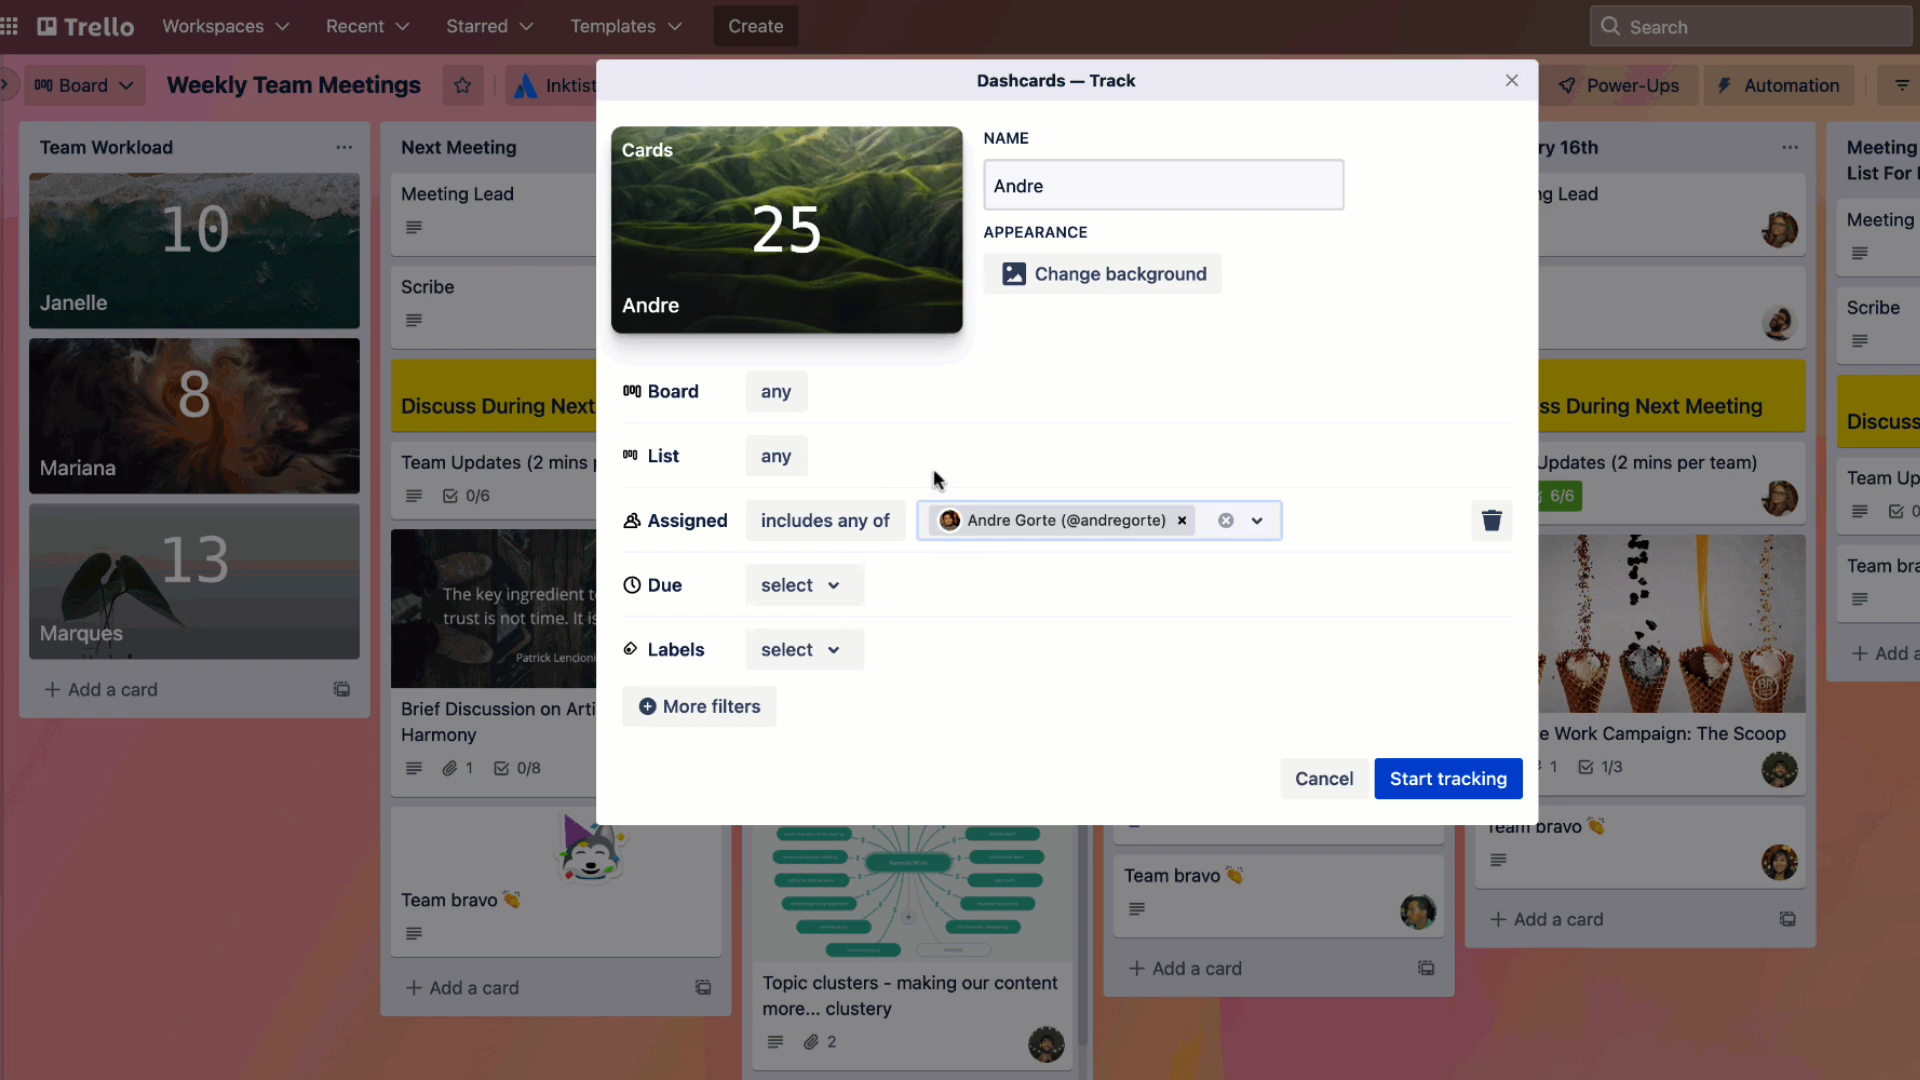 Trello
Workspaces
Recent
Starred
Templates
Create
Search
Board
Weekly Team Meetings
Inktist
Power-Ups
Automation
Team Workload
10
Janelle
8
Mariana
13
Marques
Add a card
Next Meeting
Meeting Lead
Scribe
Discuss During Next
Team Updates (2 mins p
0/6
The key ingredient t
trust is not time. It is
Patrick Lencioni
Brief Discussion on Arti
Harmony
1
0/8
Team bravo 👏
Add a card
Dashcards — Track
Cards
25
Andre
NAME
Andre
APPEARANCE
Change background
Board
any
List
any
Assigned
includes any of
Andre Gorte (@andregorte)
Due
select
Labels
select
More filters
Cancel
Start tracking
Topic clusters - making our content
more... clustery
2
Team bravo 👏
Add a card
ry 16th
ng Lead
ss During Next Meeting
Updates (2 mins per team)
6/6
e Work Campaign: The Scoop
1
1/3
Team bravo 👏
Add a card
Meeting
List For
Meeting
Scribe
Discuss
Team Up
Team bra
Add a